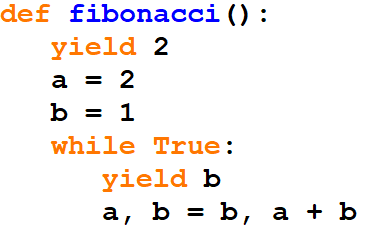 def fibonacci():
   yield 2
   a = 2
   b = 1
   while True:
      yield b
      a, b = b, a + b